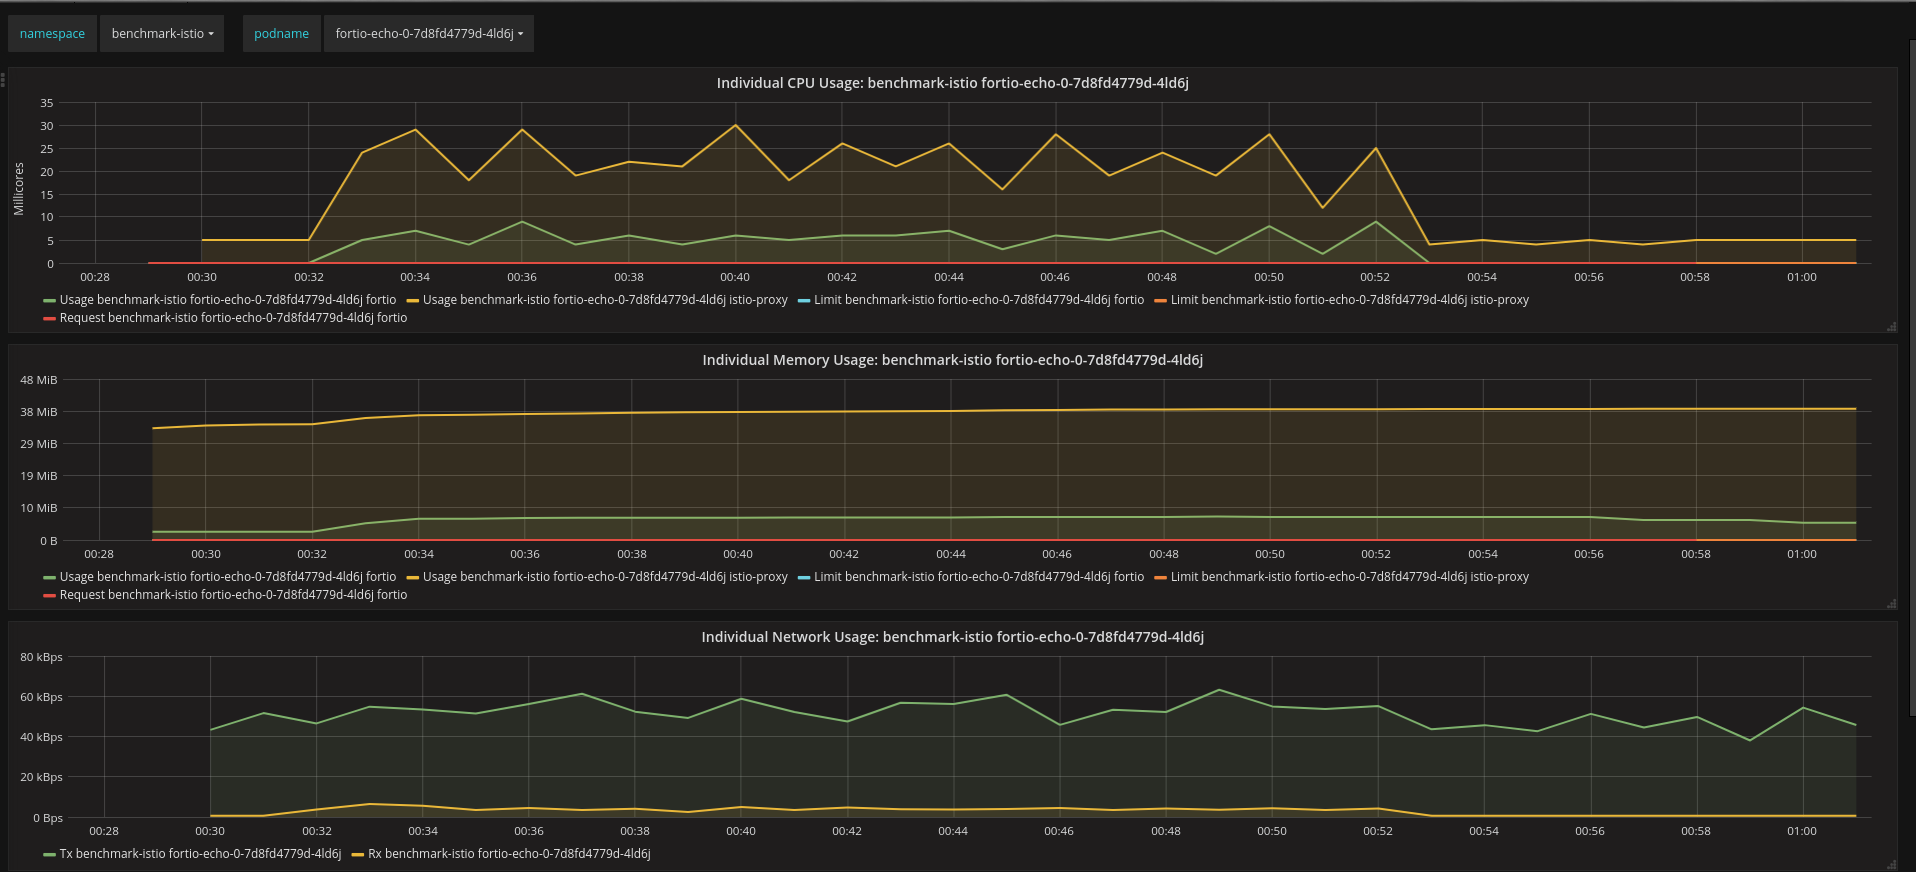 namespace benchmark-istio podname fortio-echo-0-7d8fd4779d-4ld6j
Individual CPU Usage: benchmark-istio fortio-echo-0-7d8fd4779d-4ld6j
35
30
25
20
15
10
5
0
Millicores
00:28 00:30 00:32 00:34 00:36 00:38 00:40 00:42 00:44 00:46 00:48 00:50 00:52 00:54 00:56 00:58 01:00
Usage benchmark-istio fortio-echo-0-7d8fd4779d-4ld6j fortio Usage benchmark-istio fortio-echo-0-7d8fd4779d-4ld6j istio-proxy Limit benchmark-istio fortio-echo-0-7d8fd4779d-4ld6j fortio Limit benchmark-istio fortio-echo-0-7d8fd4779d-4ld6j istio-proxy
Request benchmark-istio fortio-echo-0-7d8fd4779d-4ld6j fortio
Individual Memory Usage: benchmark-istio fortio-echo-0-7d8fd4779d-4ld6j
48 MiB
38 MiB
29 MiB
19 MiB
10 MiB
0 B
00:28 00:30 00:32 00:34 00:36 00:38 00:40 00:42 00:44 00:46 00:48 00:50 00:52 00:54 00:56 00:58 01:00
Usage benchmark-istio fortio-echo-0-7d8fd4779d-4ld6j fortio Usage benchmark-istio fortio-echo-0-7d8fd4779d-4ld6j istio-proxy Limit benchmark-istio fortio-echo-0-7d8fd4779d-4ld6j fortio Limit benchmark-istio fortio-echo-0-7d8fd4779d-4ld6j istio-proxy
Request benchmark-istio fortio-echo-0-7d8fd4779d-4ld6j fortio
Individual Network Usage: benchmark-istio fortio-echo-0-7d8fd4779d-4ld6j
80 kBps
60 kBps
40 kBps
20 kBps
0 Bps
00:28 00:30 00:32 00:34 00:36 00:38 00:40 00:42 00:44 00:46 00:48 00:50 00:52 00:54 00:56 00:58 01:00
Tx benchmark-istio fortio-echo-0-7d8fd4779d-4ld6j Rx benchmark-istio fortio-echo-0-7d8fd4779d-4ld6j